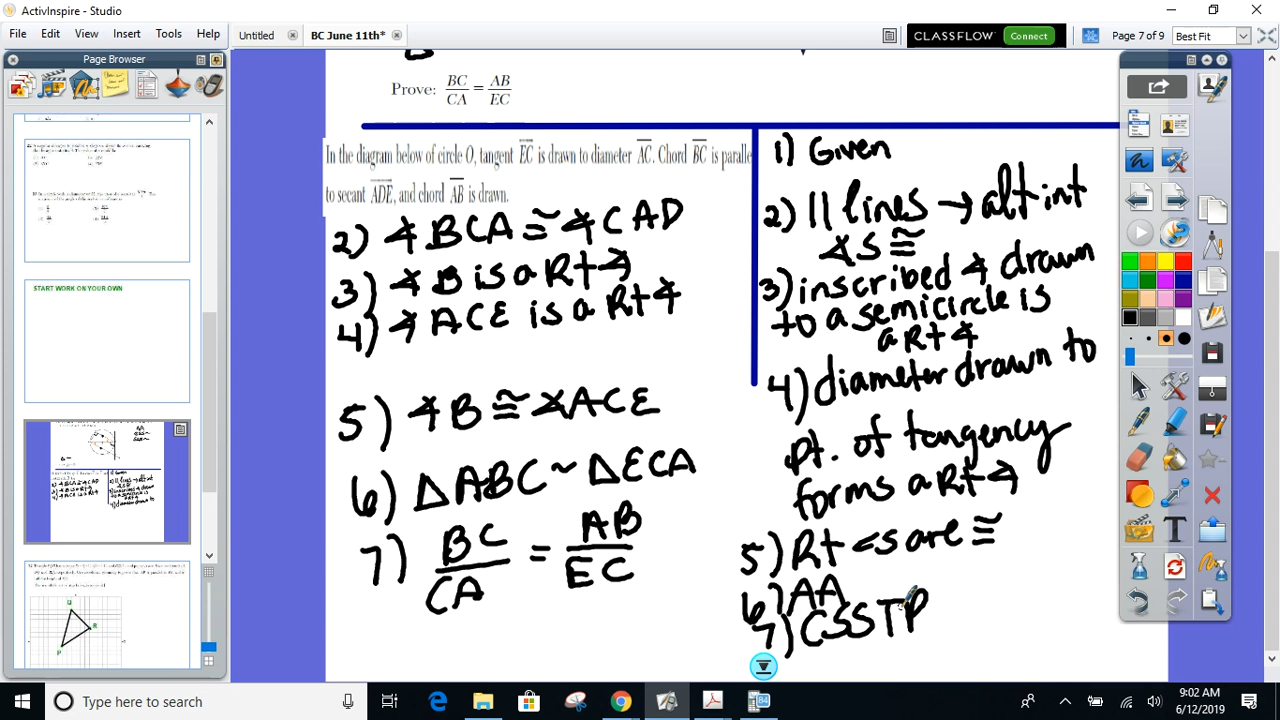 ActivInspire - Studio
File Edit View Insert Tools Help
Untitled
BC June 11th*
CLASSFLOW Connect
Page 7 of 9
Best Fit
Page Browser
START WORK ON YOUR OWN
B
Prove: BC/CA = AB/EC
In the diagram below of circle O, tangent EC is drawn to diameter AC. Chord BC is paralle
to secant ADE, and chord AB is drawn.
2) ∡ BCA ≅ ∡ CAD
3) ∡ B is a Rt ∡
4) ∡ ACE is a Rt ∡
5) ∡ B ≅ ∡ ACE
6) △ ABC ~ △ ECA
7) BC/CA = AB/EC
1) Given
2) || lines → alt int
∡s ≅
3) inscribed ∡ drawn
to a semicircle is
a Rt ∡
4) diameter drawn to
pt. of tangency
forms a Rt ∡
5) Rt <s are ≅
6) AA
7) CSSTP
Type here to search
9:02 AM
6/12/2019